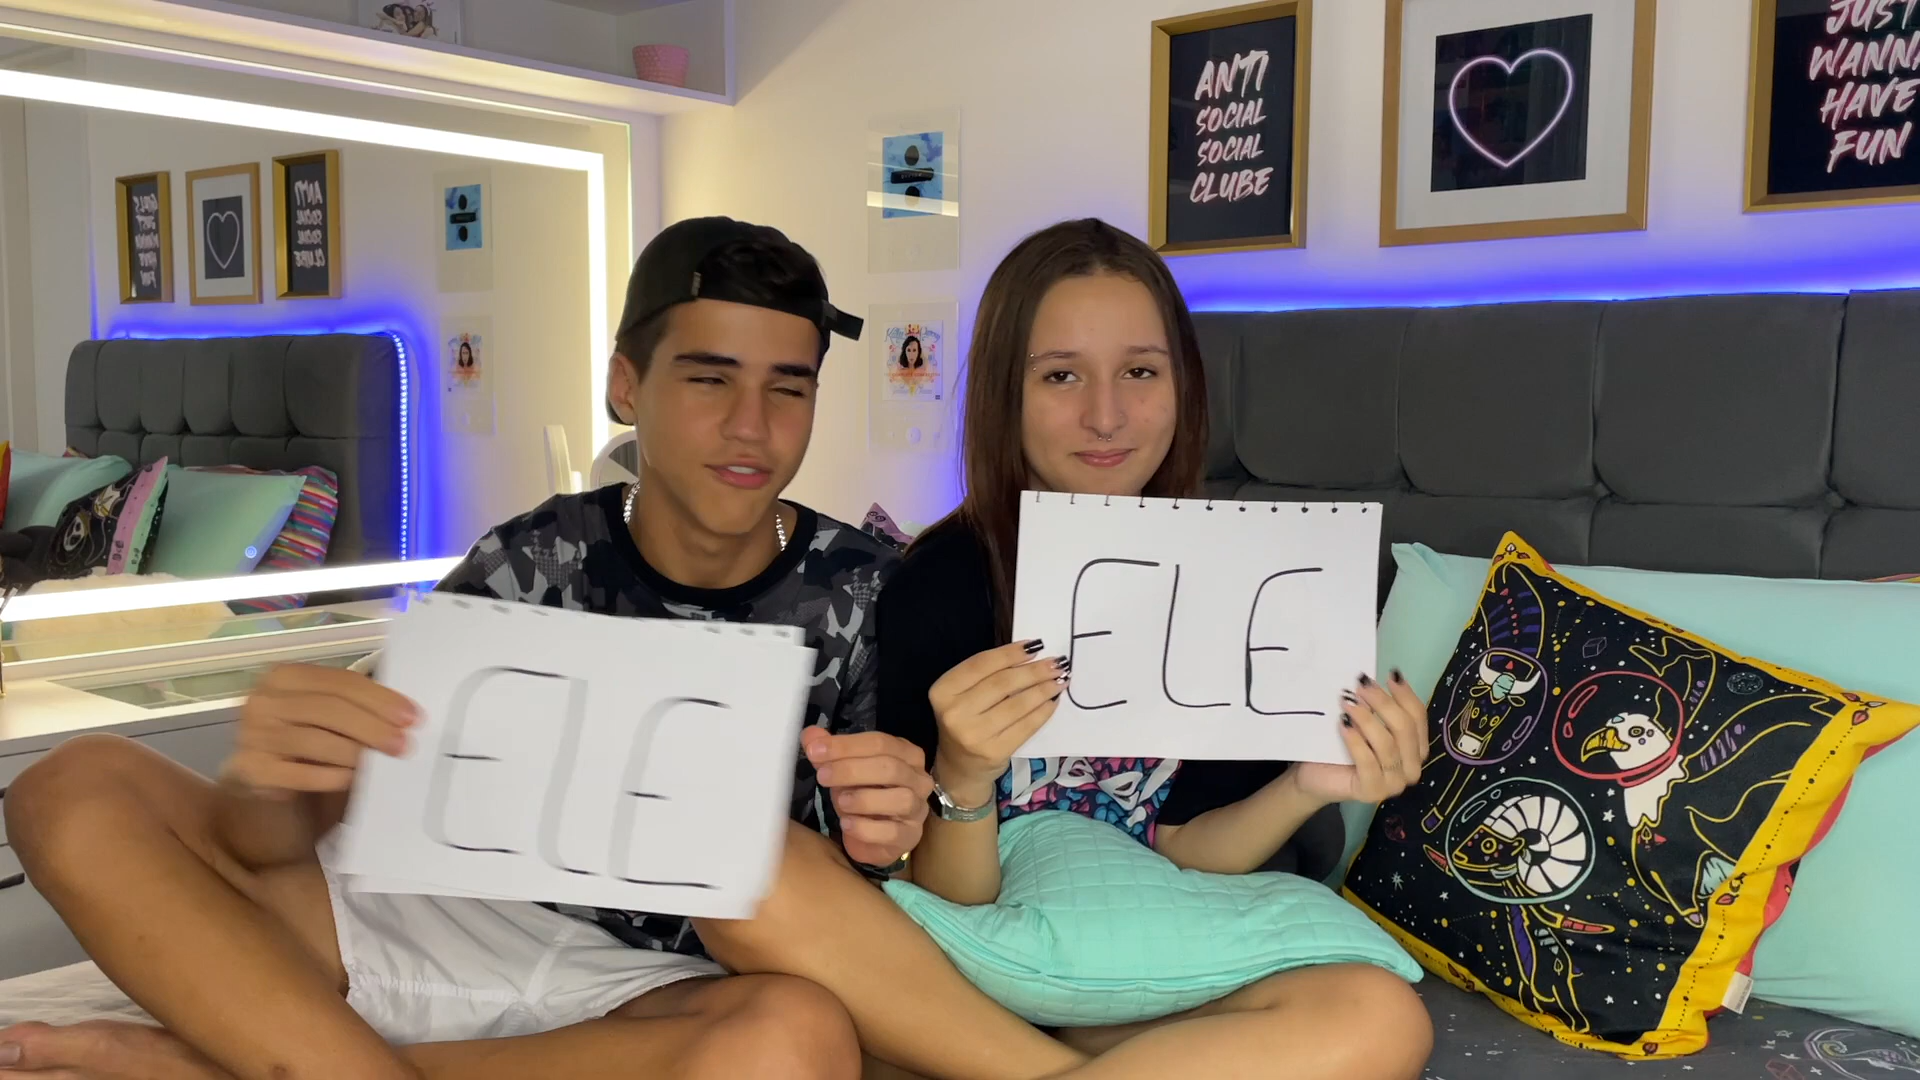 ANTI
SOCIAL
SOCIAL
CLUBE
JUST
WANNA
HAVE
FUN
ELE
ELE